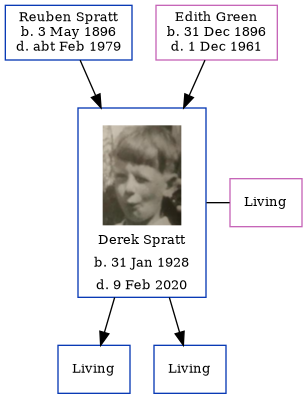 Reuben Spratt
b. 3 May 1896
d. abt Feb 1979
Edith Green
b. 31 Dec 1896
d. 1 Dec 1961
Derek Spratt
b. 31 Jan 1928
d. 9 Feb 2020
Living
Living
Living